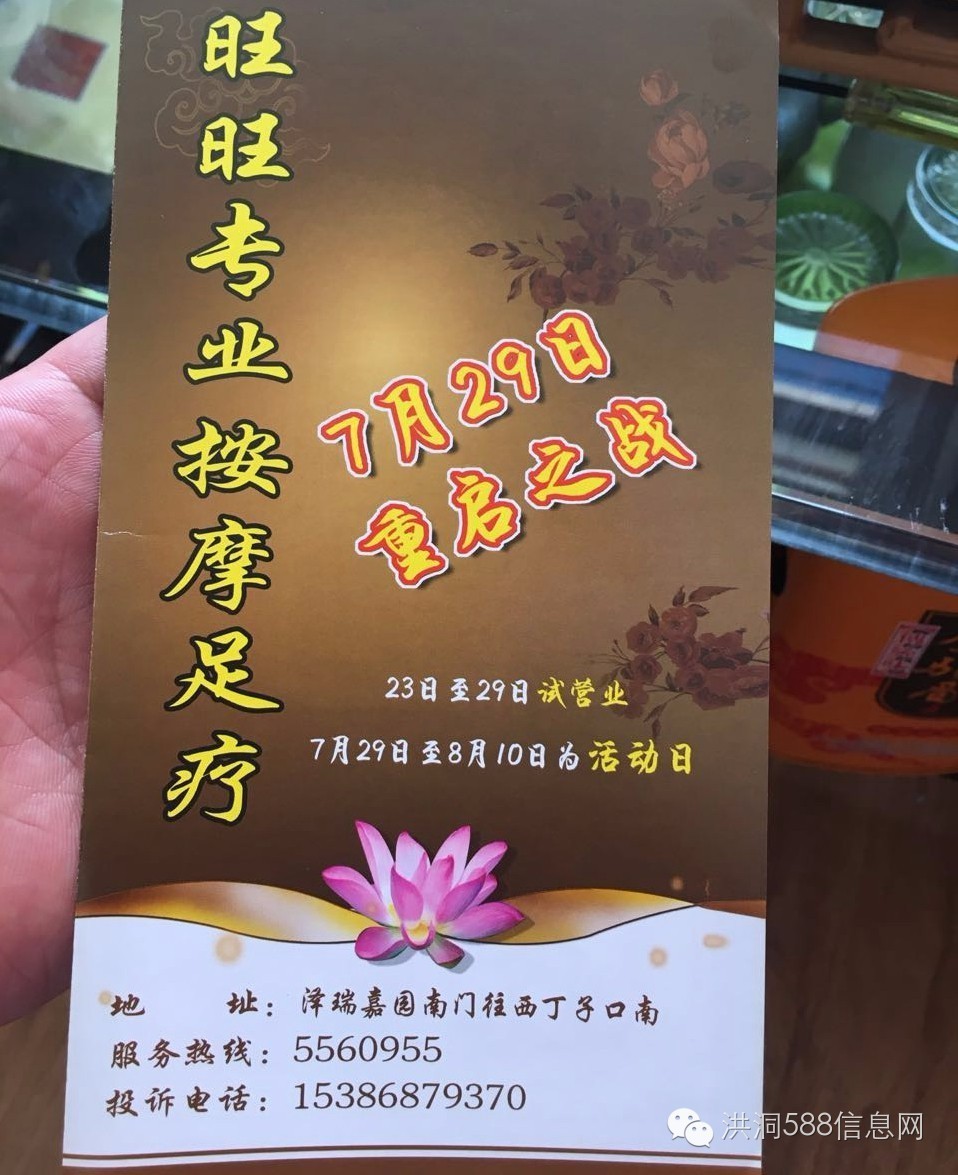 旺旺专业按摩足疗
7月29日
重启之战
23日至29日试营业
7月29日至8月10日为活动日
地 址：泽瑞嘉园南门往西丁子口南
服务热线：5560955
投诉电话：15386879370
洪洞588信息网